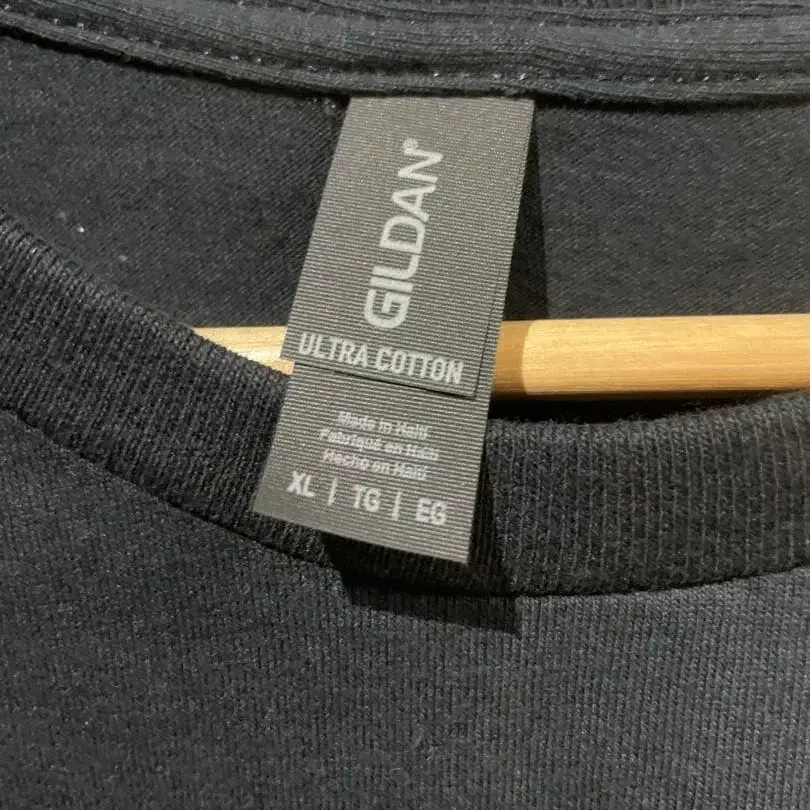 GILDAN®
ULTRA COTTON
Made in Haiti
Fabriqué en Haïti
Hecho en Haití
XL | TG | EG